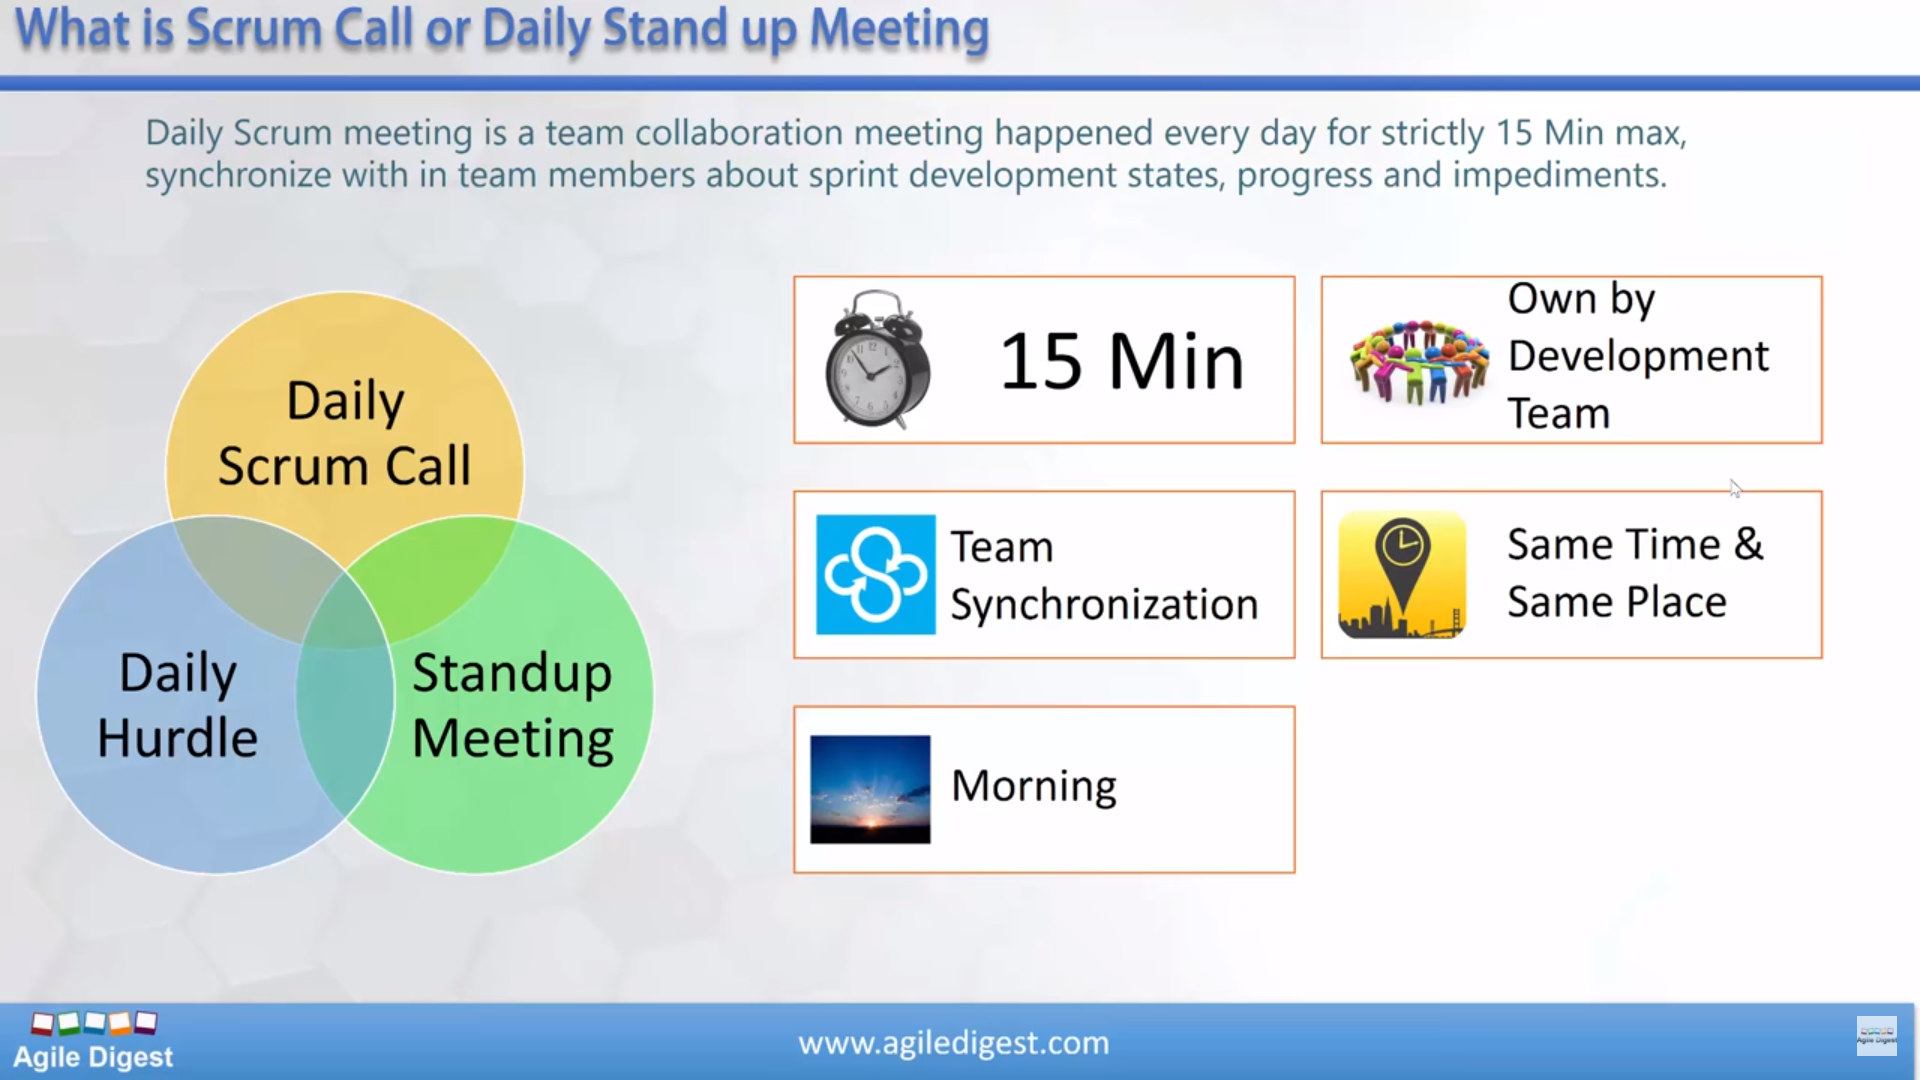 What is Scrum Call or Daily Stand up Meeting
Daily Scrum meeting is a team collaboration meeting happened every day for strictly 15 Min max,
synchronize with in team members about sprint development states, progress and impediments.
Daily
Scrum Call
Daily
Hurdle
Standup
Meeting
15 Min
Own by
Development
Team
Team
Synchronization
Same Time &
Same Place
Morning
Agile Digest
www.agiledigest.com
Agile Digest